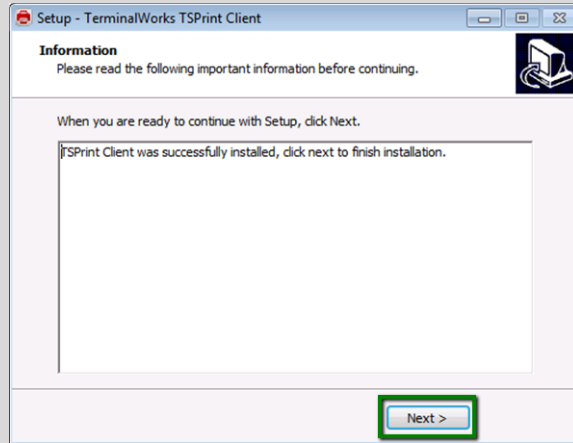 Setup - TerminalWorks TSPrint Client
Information
Please read the following important information before continuing.
When you are ready to continue with Setup, click Next.
TSPrint Client was successfully installed, click next to finish installation.
Next >